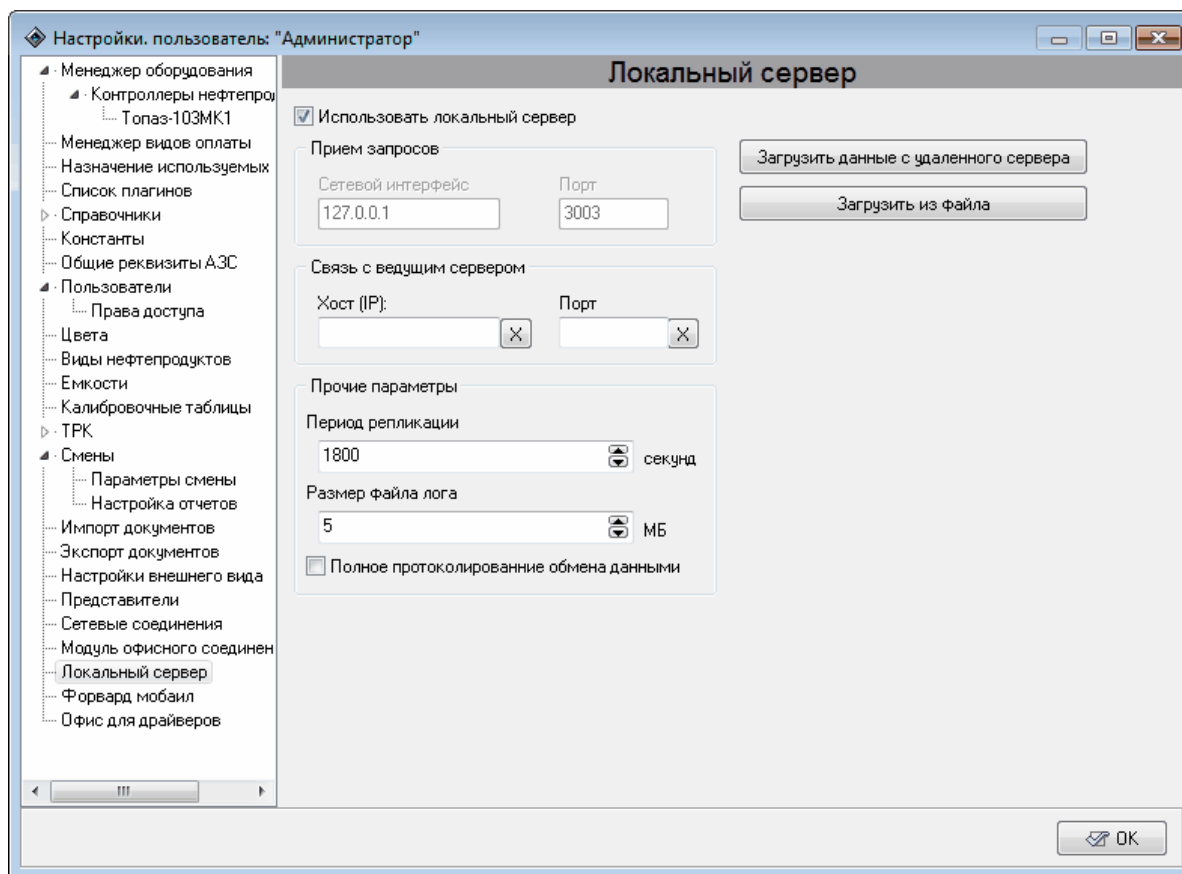 Настройки. пользователь: "Администратор"
Менеджер оборудования
Контроллеры нефтепрод
Топаз-103МК1
Менеджер видов оплаты
Назначение используемых
Список плагинов
Справочники
Константы
Общие реквизиты АЗС
Пользователи
Права доступа
Цвета
Виды нефтепродуктов
Емкости
Калибровочные таблицы
ТРК
Смены
Параметры смены
Настройка отчетов
Импорт документов
Экспорт документов
Настройки внешнего вида
Представители
Сетевые соединения
Модуль офисного соединен
Локальный сервер
Форвард мобаил
Офис для драйверов
Локальный сервер
Использовать локальный сервер
Прием запросов
Сетевой интерфейс Порт
127.0.0.1 3003
Загрузить данные с удаленного сервера
Загрузить из файла
Связь с ведущим сервером
Хост (IP): Порт
X X
Прочие параметры
Период репликации
1800 секунд
Размер файла лога
5 МБ
Полное протоколированние обмена данными
OK